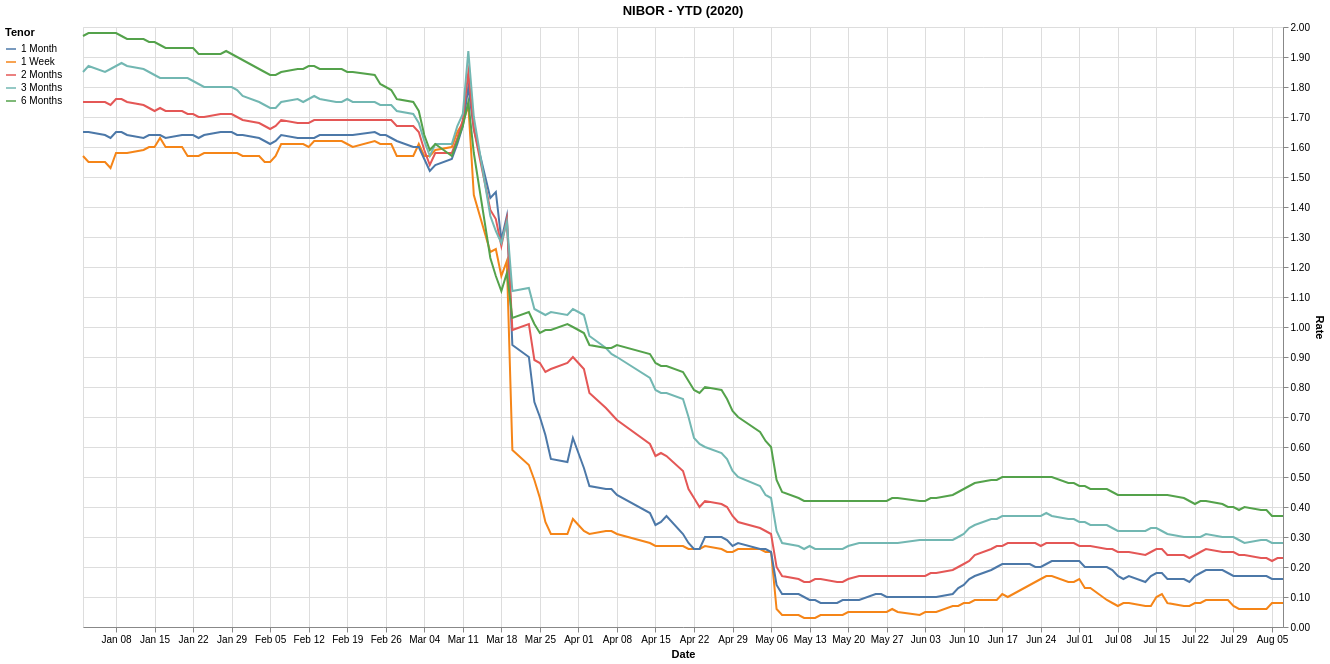 NIBOR - YTD (2020)
Tenor
1 Month
1 Week
2 Months
3 Months
6 Months
2.00
1.90
1.80
1.70
1.60
1.50
1.40
1.30
1.20
1.10
1.00
0.90
0.80
0.70
0.60
0.50
0.40
0.30
0.20
0.10
0.00
Rate
Jan 08 Jan 15 Jan 22 Jan 29 Feb 05 Feb 12 Feb 19 Feb 26 Mar 04 Mar 11 Mar 18 Mar 25 Apr 01 Apr 08 Apr 15 Apr 22 Apr 29 May 06 May 13 May 20 May 27 Jun 03 Jun 10 Jun 17 Jun 24 Jul 01 Jul 08 Jul 15 Jul 22 Jul 29 Aug 05
Date